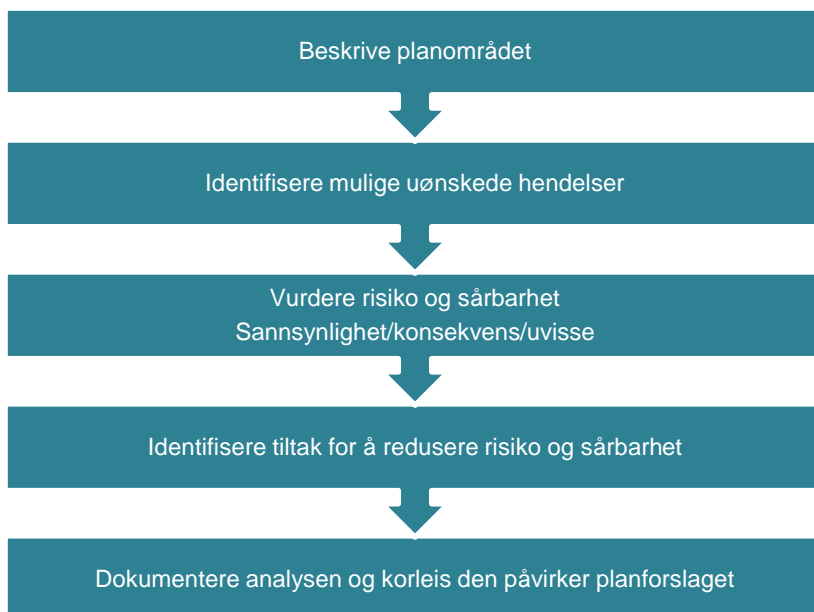 Beskrive planområdet
Identifisere mulige uønskede hendelser
Vurdere risiko og sårbarhet
Sannsynlighet/konsekvens/uvisse
Identifisere tiltak for å redusere risiko og sårbarhet
Dokumentere analysen og korleis den påvirker planforslaget